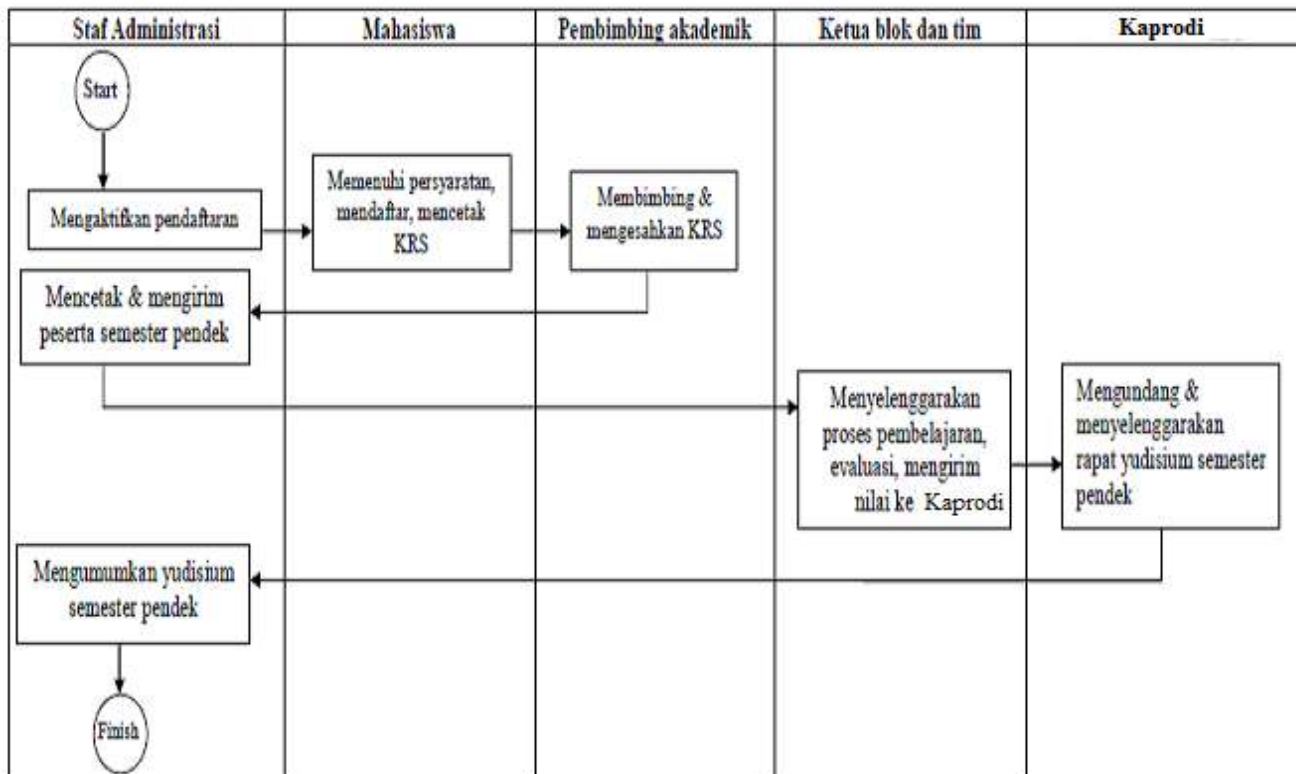 Staf Administrasi
Mahasiswa
Pembimbing akademik
Ketua blok dan tim
Kaprodi
Start
Mengaktifkan pendaftaran
Memenuhi persyaratan,
mendaftar, mencetak
KRS
Membimbing &
mengesahkan KRS
Mencetak & mengirim
peserta semester pendek
Menyelenggarakan
proses pembelajaran,
evaluasi, mengirim
nilai ke Kaprodi
Mengundang &
menyelenggarakan
rapat yudisium semester
pendek
Mengumumkan yudisium
semester pendek
Finish